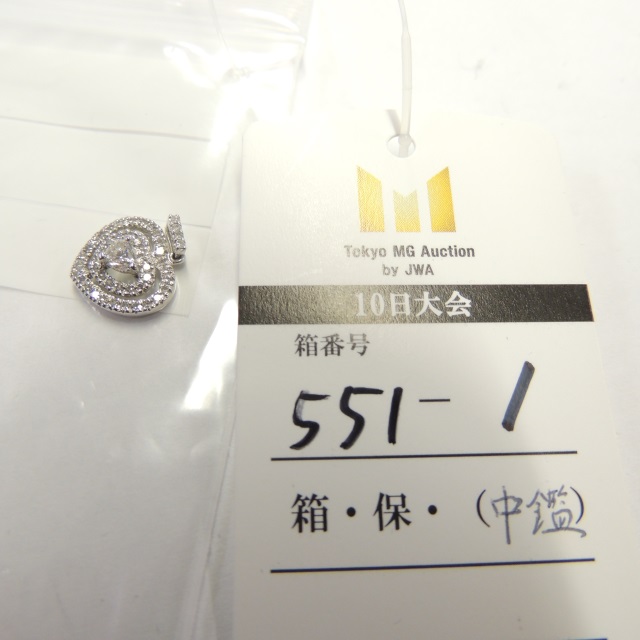 Tokyo MG Auction
by JWA
10日大会
箱番号
551-1
箱・保・(中鑑)